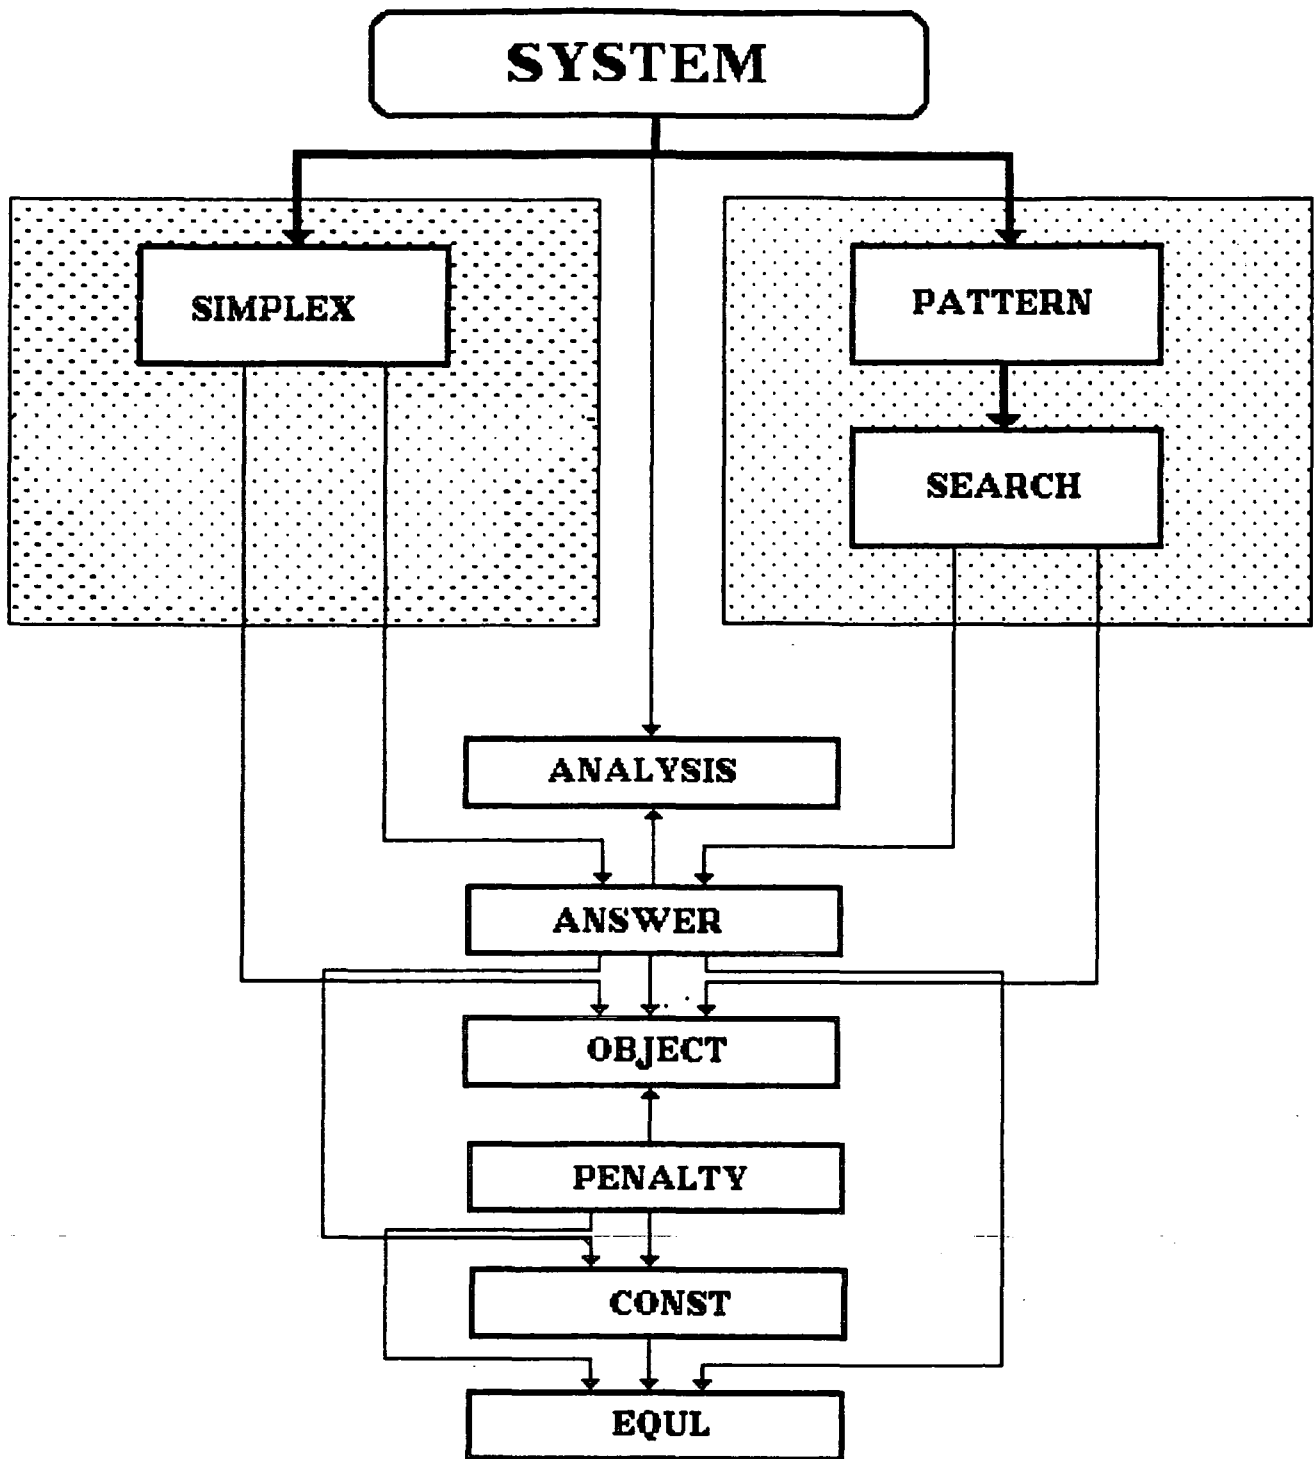 SYSTEM
SIMPLEX
PATTERN
SEARCH
ANALYSIS
ANSWER
OBJECT
PENALTY
CONST
EQUL